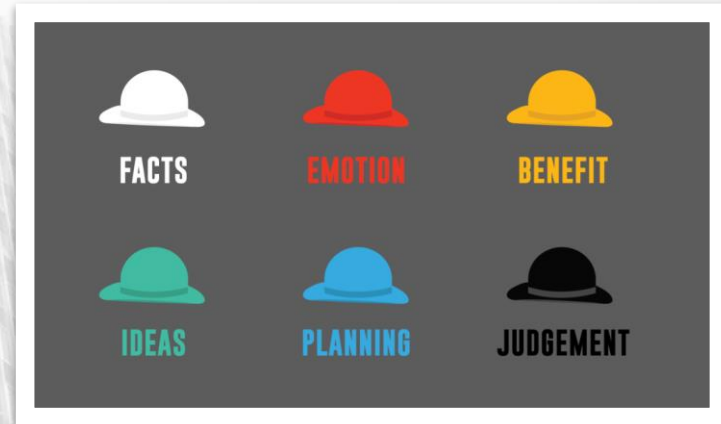 FACTS
EMOTION
BENEFIT
IDEAS
PLANNING
JUDGEMENT